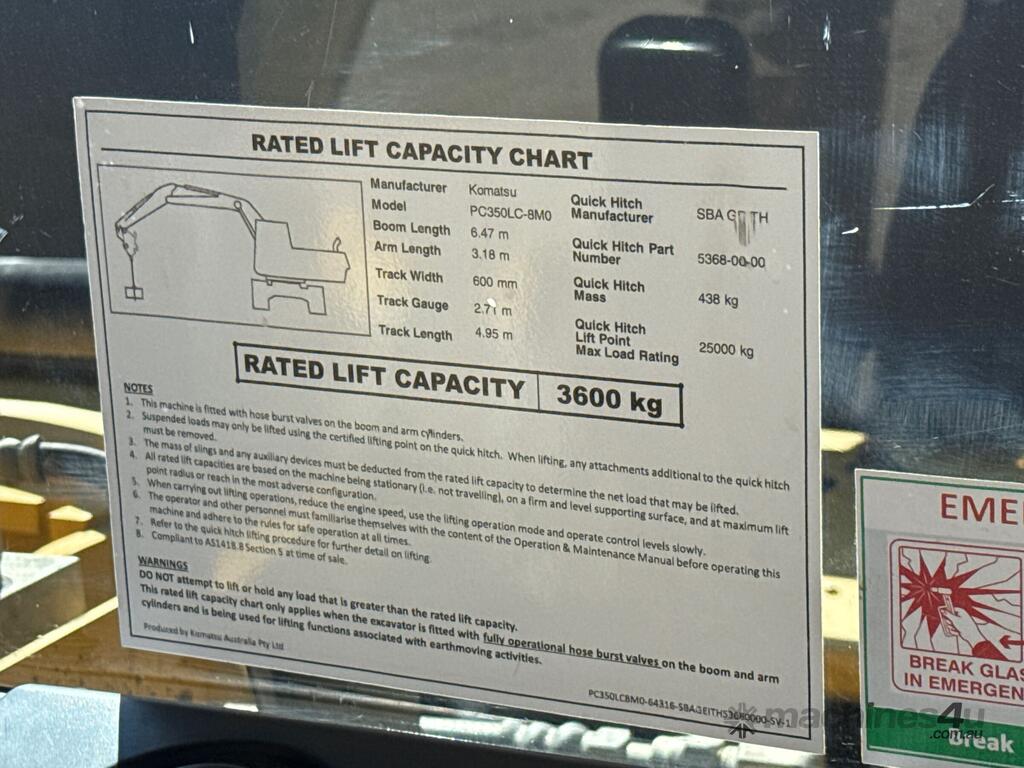 RATED LIFT CAPACITY CHART
Manufacturer Komatsu
Model PC350LC-8M0
Boom Length 6.47 m
Arm Length 3.18 m
Track Width 600 mm
Track Gauge 2.71 m
Track Length 4.95 m
Quick Hitch
Manufacturer SBA G TH
Quick Hitch Part
Number 5368-00-00
Quick Hitch
Mass 438 kg
Quick Hitch
Lift Point
Max Load Rating 25000 kg
RATED LIFT CAPACITY 3600 kg
NOTES
1. This machine is fitted with hose burst valves on the boom and arm cylinders.
2. Suspended loads may only be lifted using the certified lifting point on the quick hitch. When lifting, any attachments additional to the quick hitch
must be removed.
3. The mass of slings and any auxiliary devices must be deducted from the rated lift capacity to determine the net load that may be lifted.
4. All rated lift capacities are based on the machine being stationary (i.e. not travelling), on a firm and level supporting surface, and at maximum lift
point radius or reach in the most adverse configuration.
5. When carrying out lifting operations, reduce the engine speed, use the lifting operation mode and operate control levels slowly.
6. The operator and other personnel must familiarise themselves with the content of the Operation & Maintenance Manual before operating this
machine and adhere to the rules for safe operation at all times.
7. Refer to the quick hitch lifting procedure for further detail on lifting.
8. Compliant to AS1418.8 Section 5 at time of sale.
WARNINGS
DO NOT attempt to lift or hold any load that is greater than the rated lift capacity.
This rated lift capacity chart only applies when the excavator is fitted with fully operational hose burst valves on the boom and arm
cylinders and is being used for lifting functions associated with earthmoving activities.
Produced by Komatsu Australia Pty Ltd
EME
BREAK GLAS
IN EMERGEN
Break
machines4u
.com.au